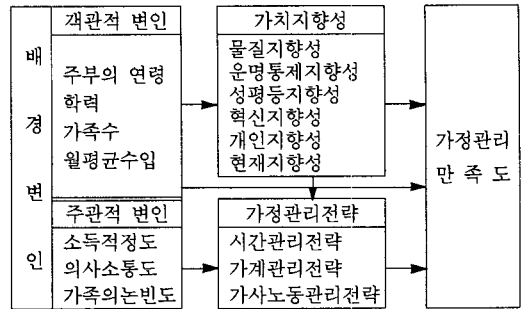 배경변인
객관적 변인
주부의 연령
학력
가족수
월평균수입
주관적 변인
소득적정도
의사소통도
가족의논빈도
가치지향성
물질지향성
운명통제지향성
성평등지향성
혁신지향성
개인지향성
현재지향성
가정관리전략
시간관리전략
가계관리전략
가사노동관리전략
가정관리
만족도